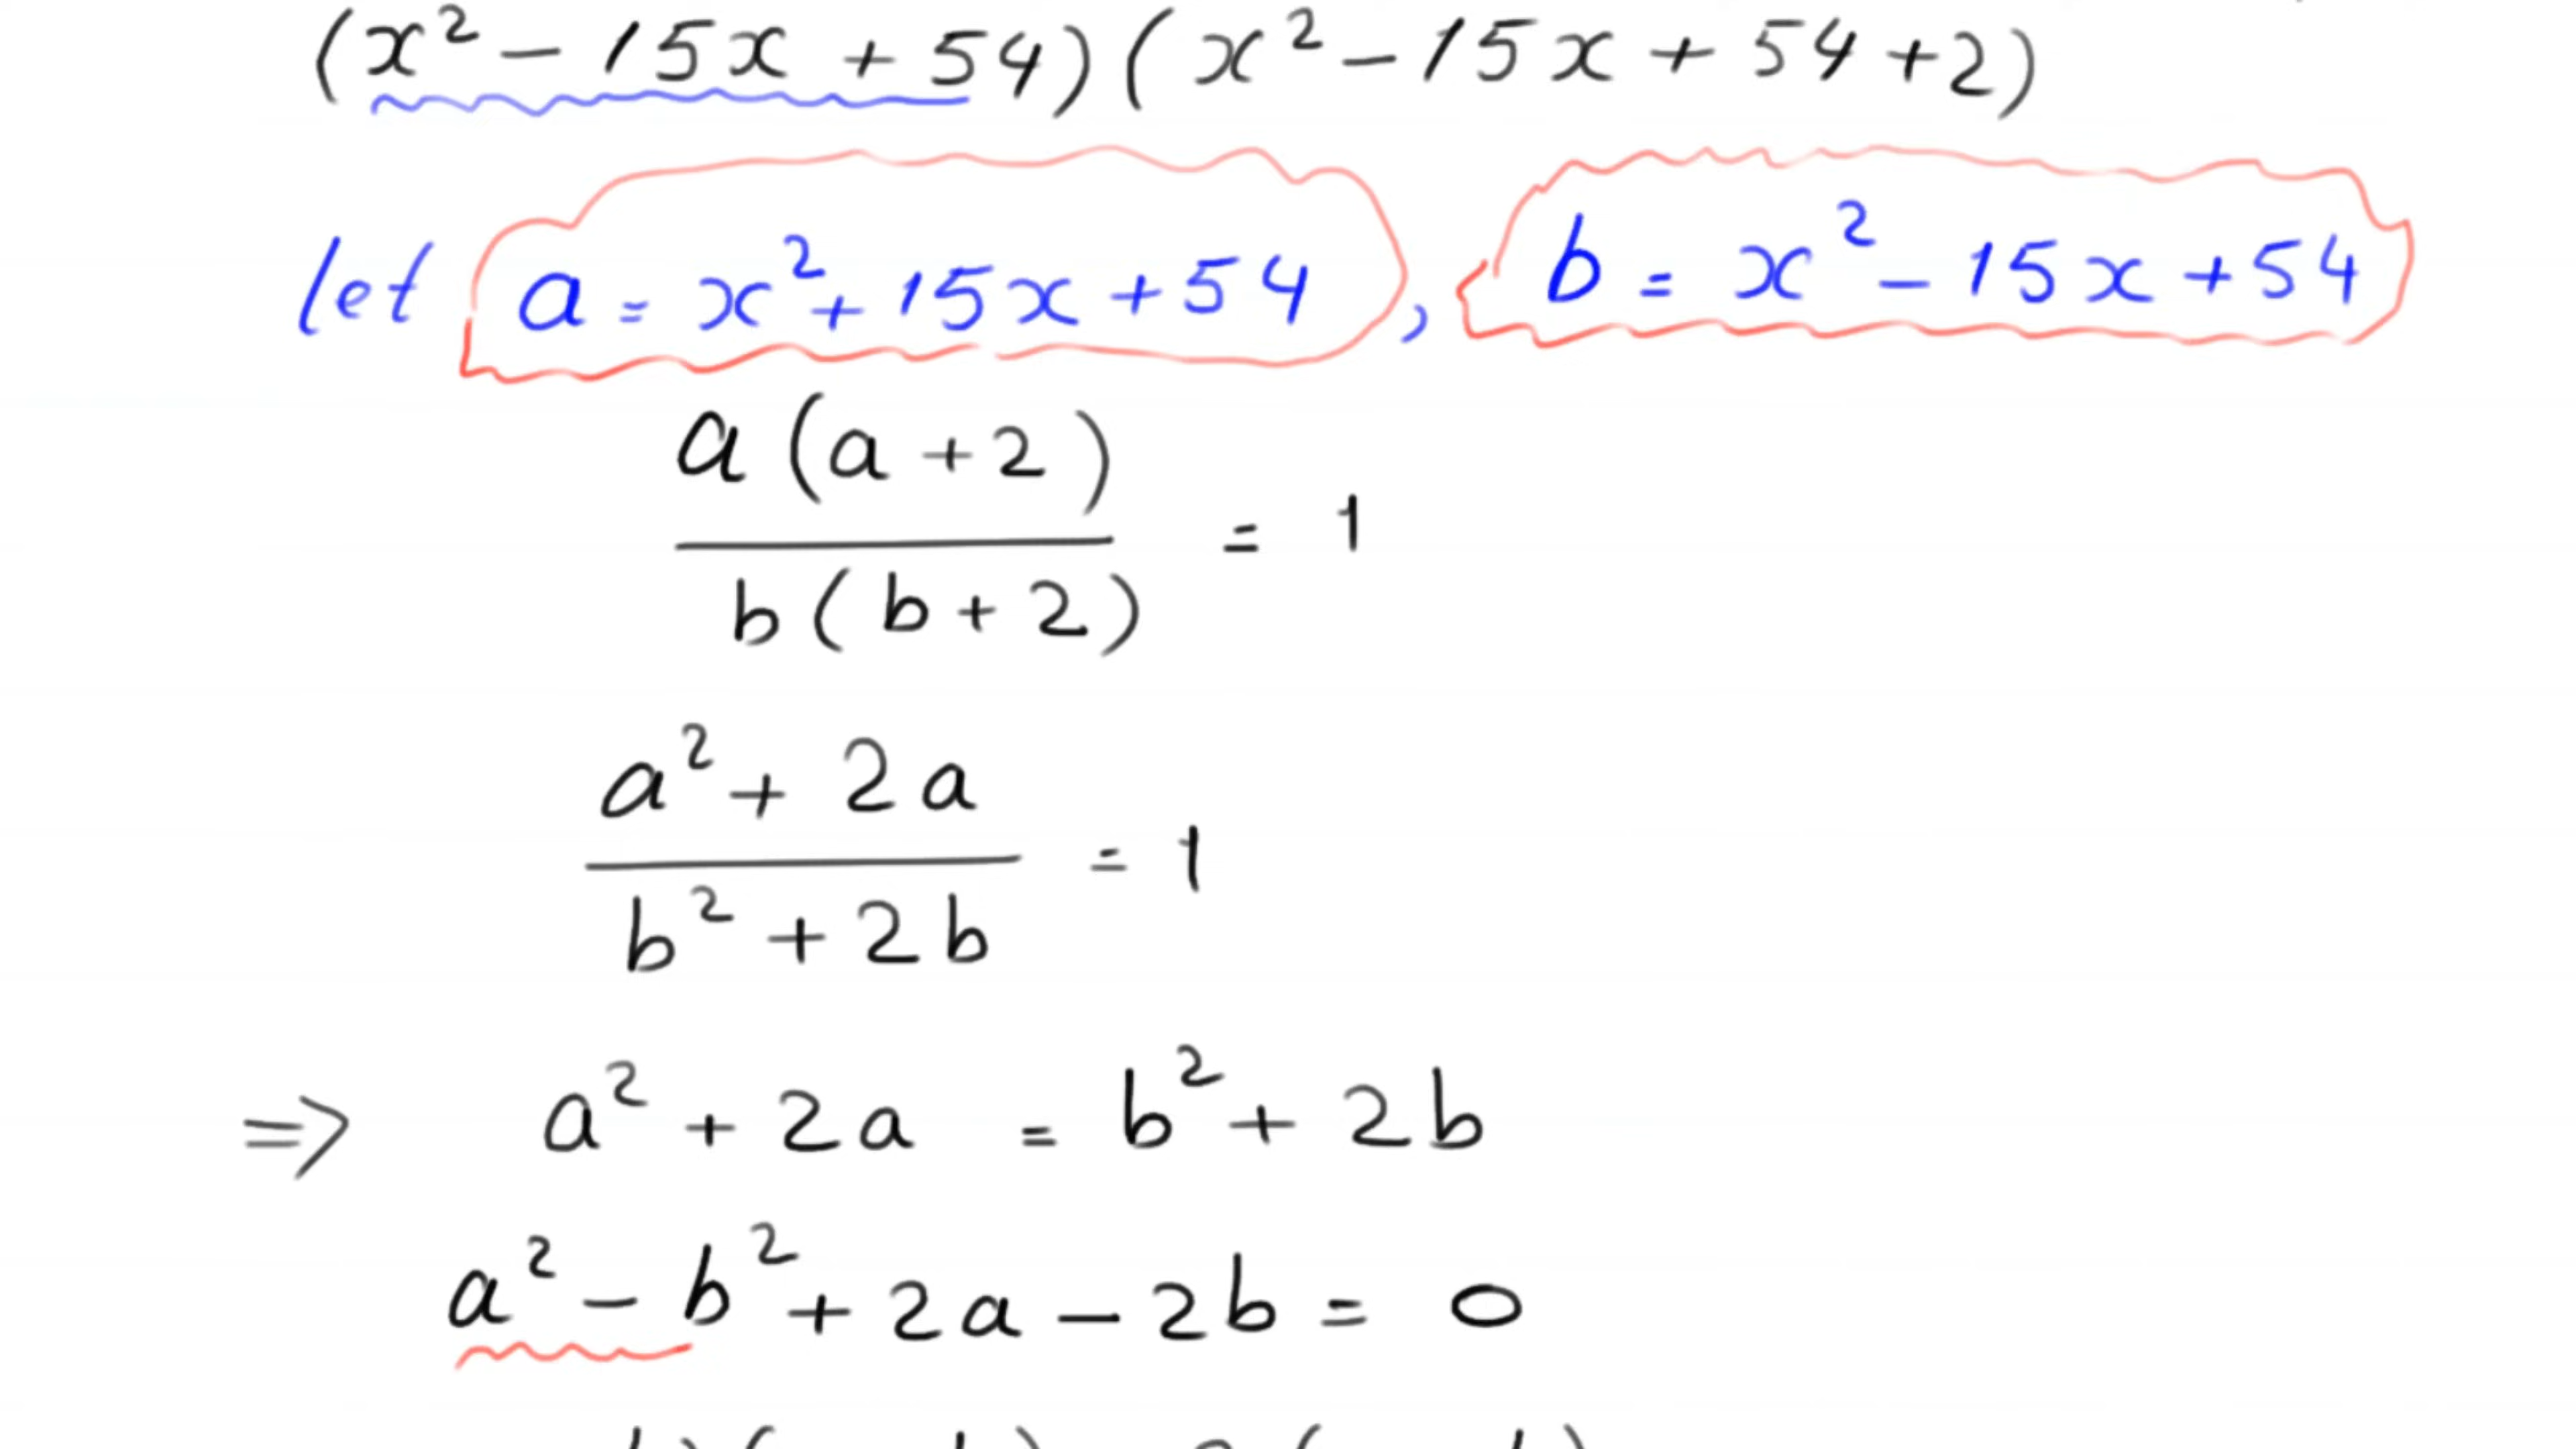 (x² − 15x + 54)(x² − 15x + 54 + 2)
let a = x² + 15x + 54 , b = x² − 15x + 54
a(a + 2)
= 1
b(b + 2)
a² + 2a
= 1
b² + 2b
⇒ a² + 2a = b² + 2b
a² − b² + 2a − 2b = 0